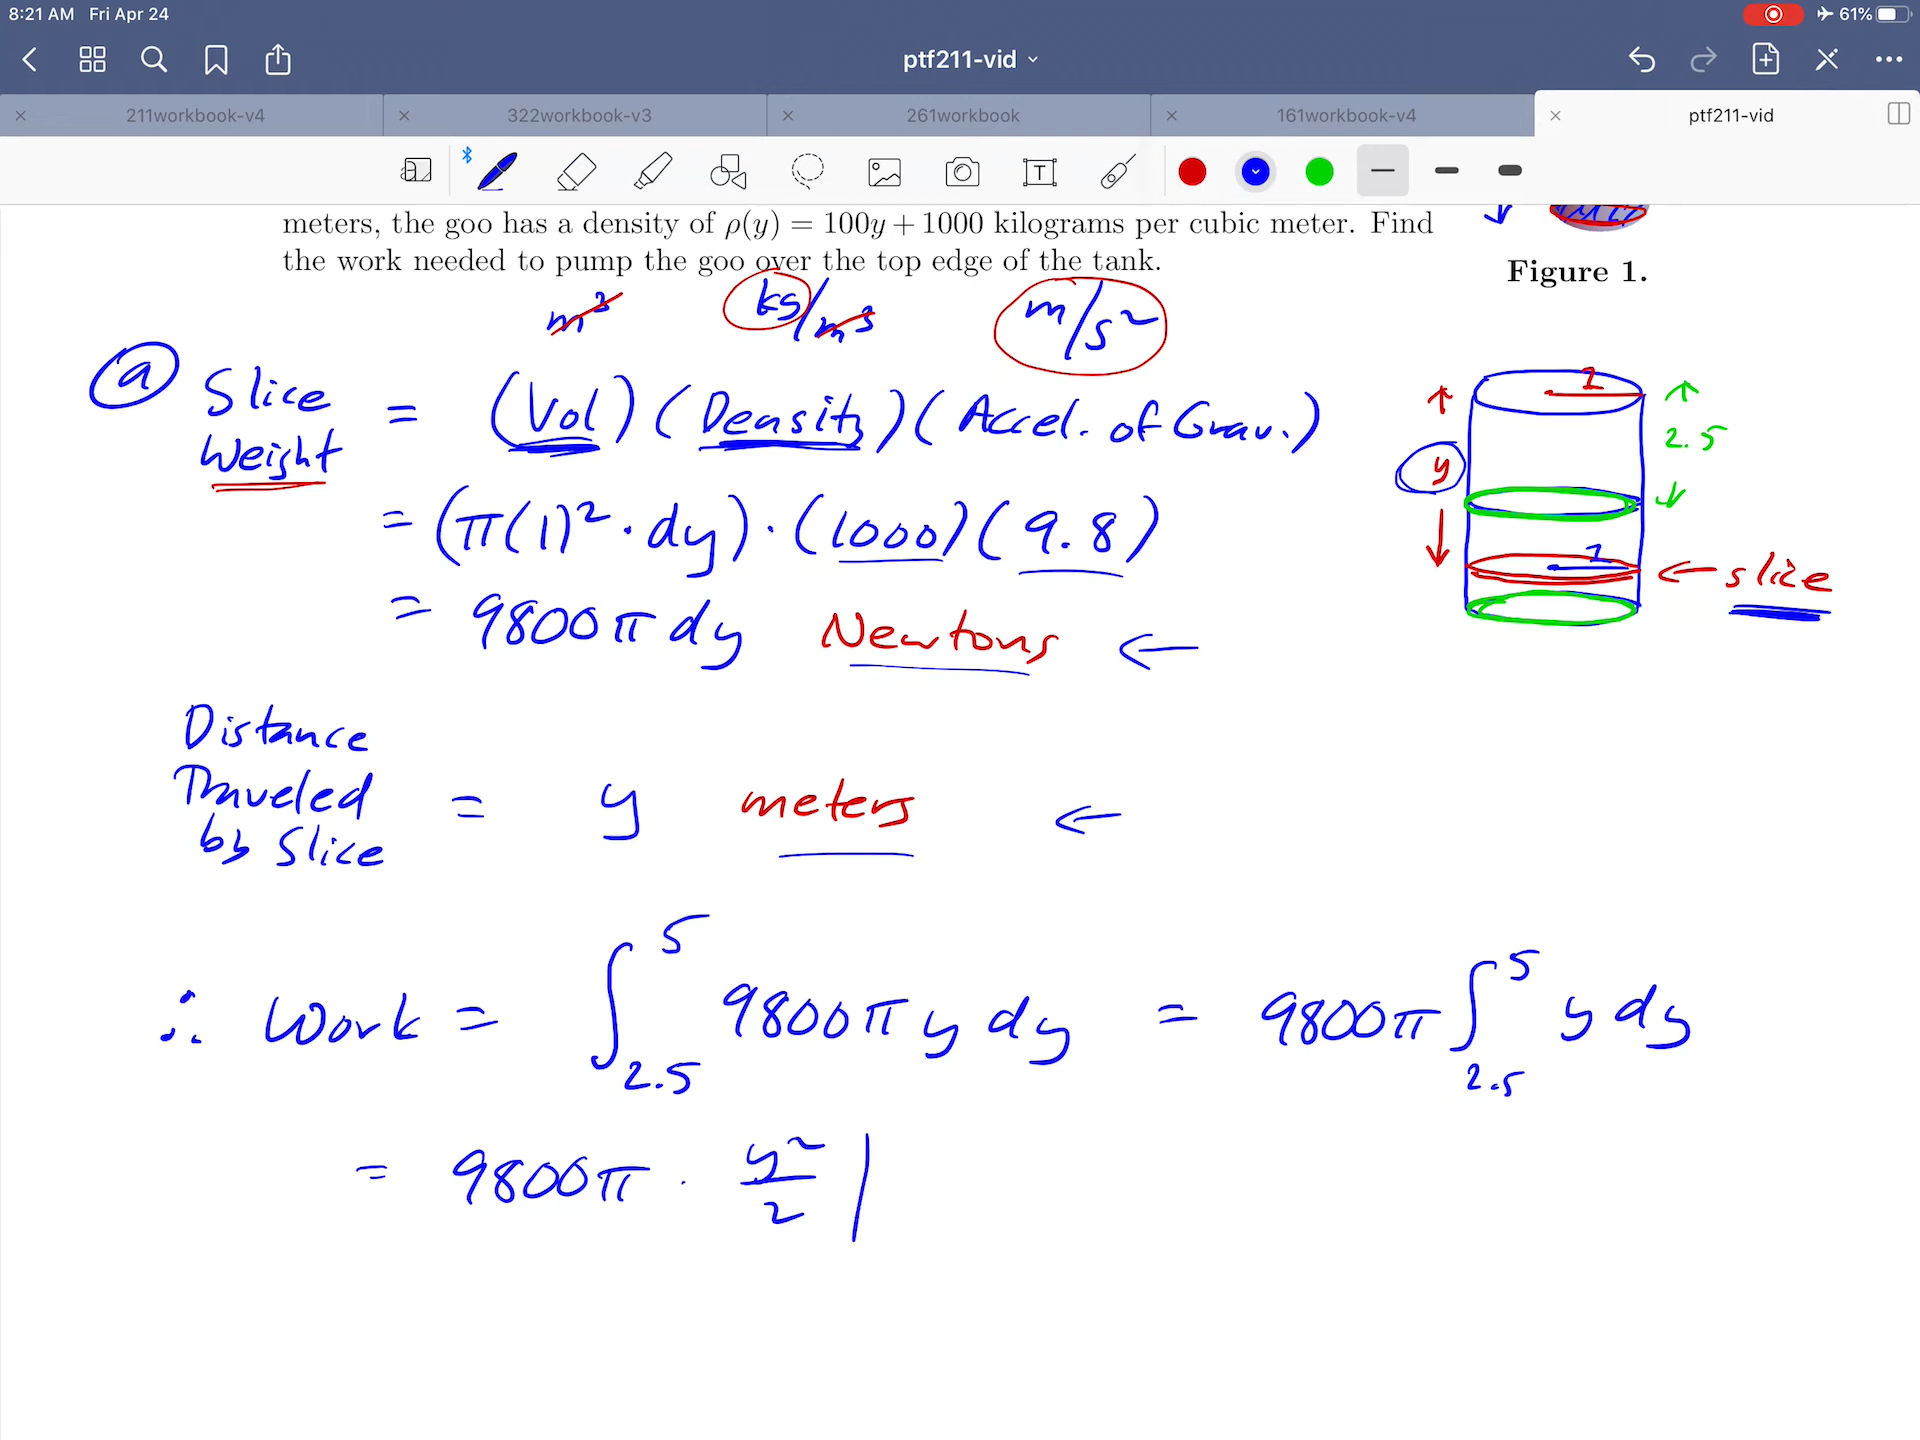 8:21 AM Fri Apr 24
61%
ptf211-vid
211workbook-v4
322workbook-v3
261workbook
161workbook-v4
ptf211-vid
meters, the goo has a density of ρ(y) = 100y + 1000 kilograms per cubic meter. Find
the work needed to pump the goo over the top edge of the tank.
Figure 1.
m³ kg/m³ m/s²
(a) Slice Weight = (Vol)(Density)(Accel. of Grav.)
= (π(1)²·dy)·(1000)(9.8)
= 9800π dy Newtons ←
1
2.5
y
1
← slice
Distance
Traveled = y meters ←
by Slice
∴ Work = ∫_{2.5}^{5} 9800π y dy = 9800π ∫_{2.5}^{5} y dy
= 9800π · y²/2 |